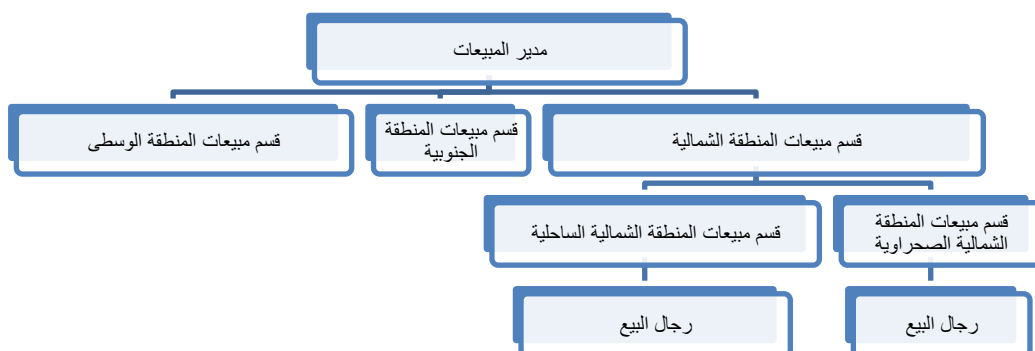 مدير المبيعات
قسم مبيعات المنطقة الشمالية
قسم مبيعات المنطقة
الجنوبية
قسم مبيعات المنطقة الوسطى
قسم مبيعات المنطقة
الشمالية الصحراوية
قسم مبيعات المنطقة الشمالية الساحلية
رجال البيع
رجال البيع